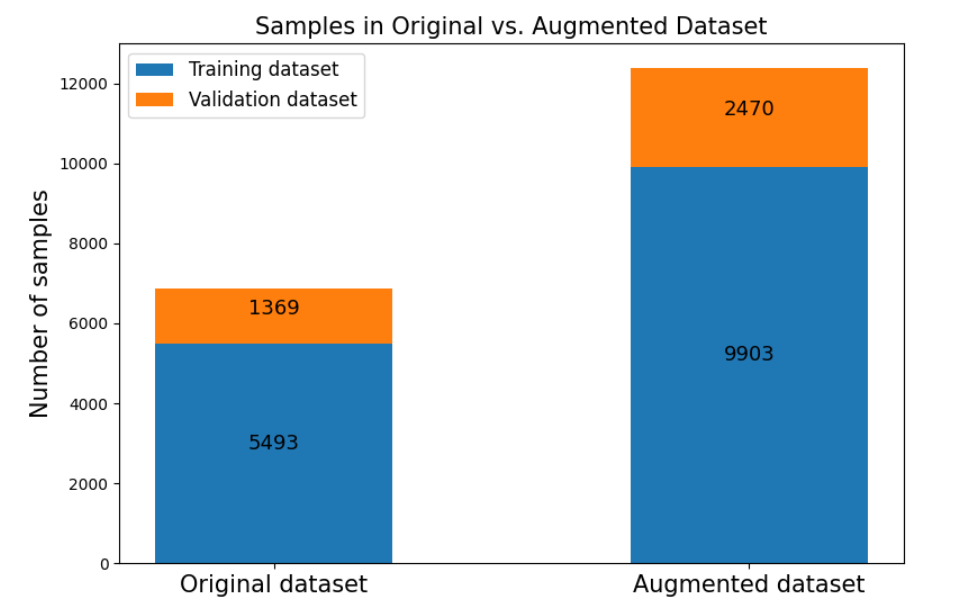 Samples in Original vs. Augmented Dataset
Training dataset
Validation dataset
Number of samples
12000
10000
8000
6000
4000
2000
0
1369
5493
2470
9903
Original dataset
Augmented dataset